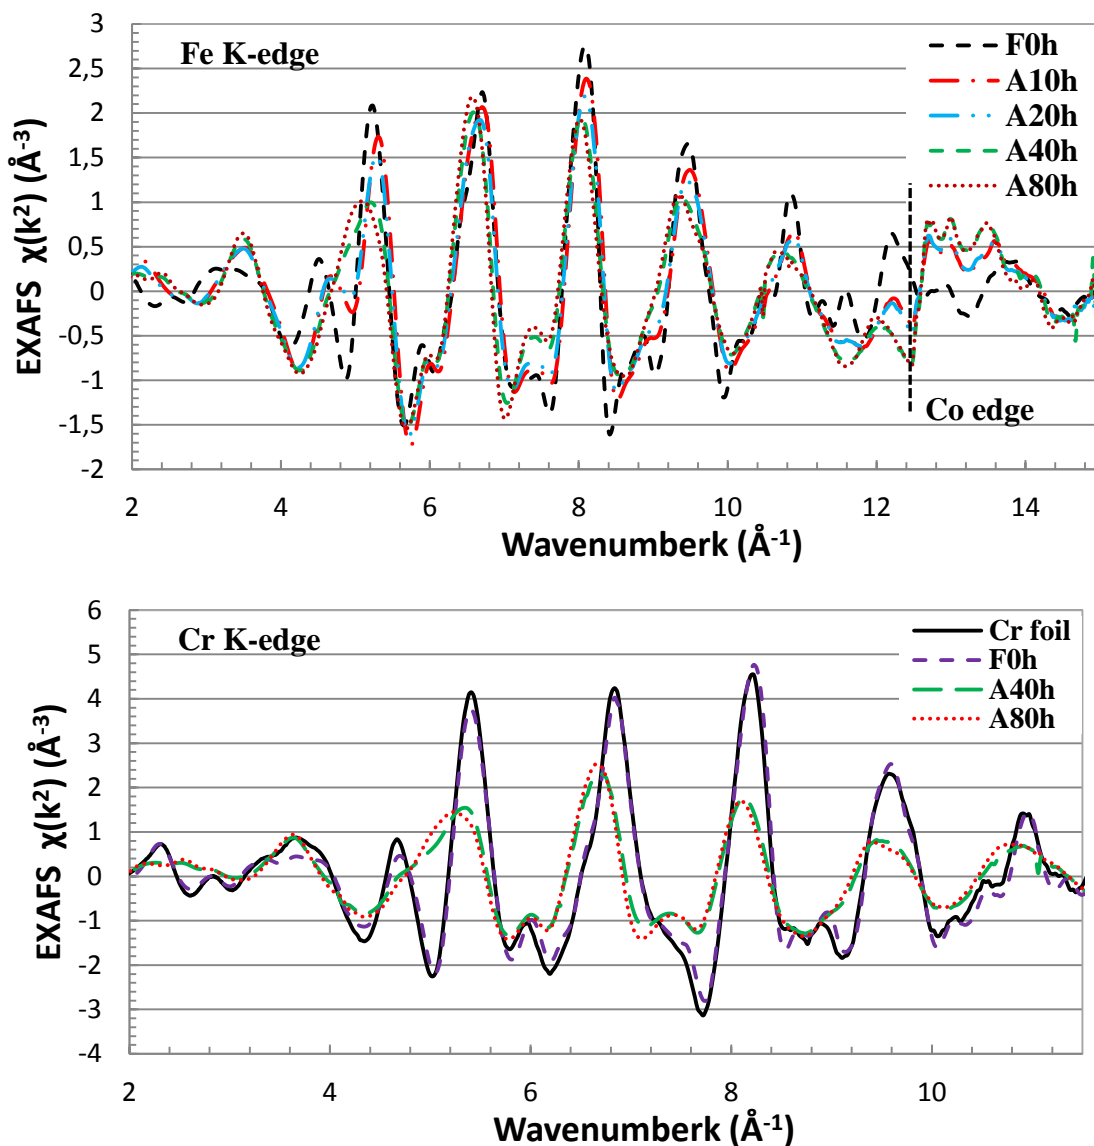 3
Fe K-edge
F0h
2,5
A10h
2
A20h
1,5
A40h
1
A80h
0,5
0
-0,5
-1
-1,5
Co edge
-2
EXAFS χ(k²) (Å⁻³)
2 4 6 8 10 12 14
Wavenumberk (Å⁻¹)
6
Cr K-edge
Cr foil
5
F0h
4
A40h
3
A80h
2
1
0
-1
-2
-3
-4
EXAFS χ(k²) (Å⁻³)
2 4 6 8 10
Wavenumberk (Å⁻¹)